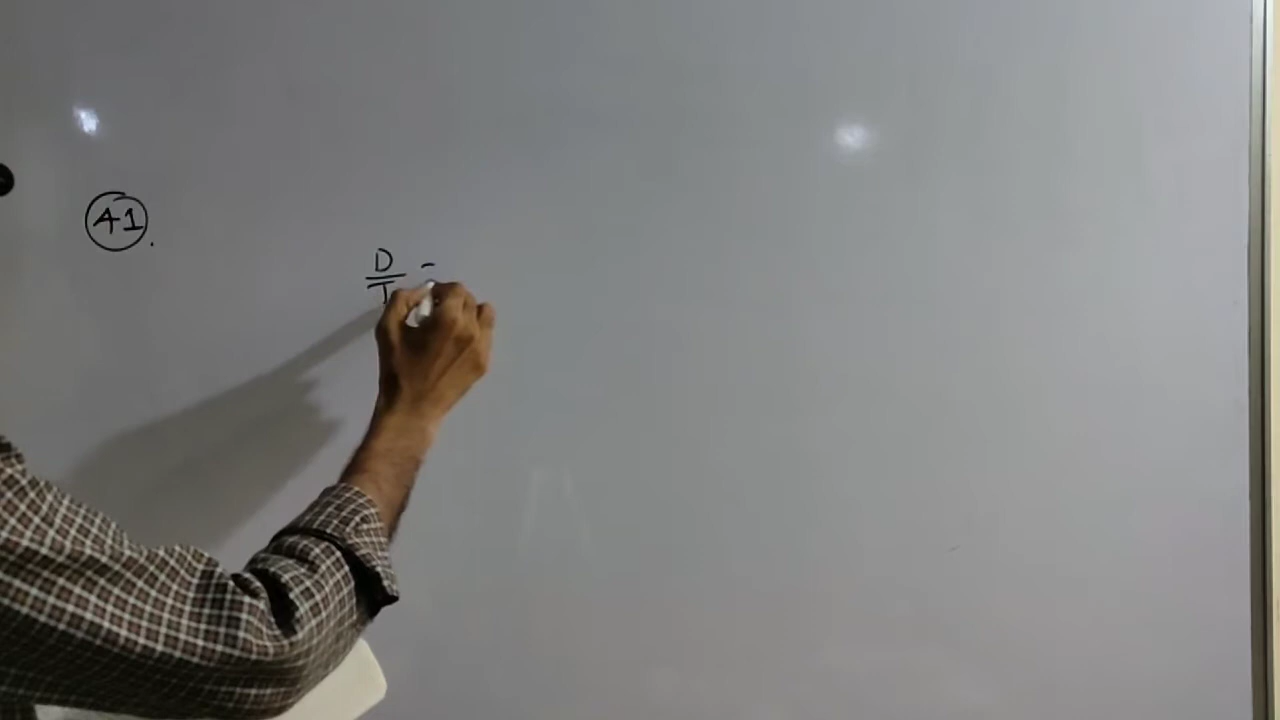 41.
D/T =